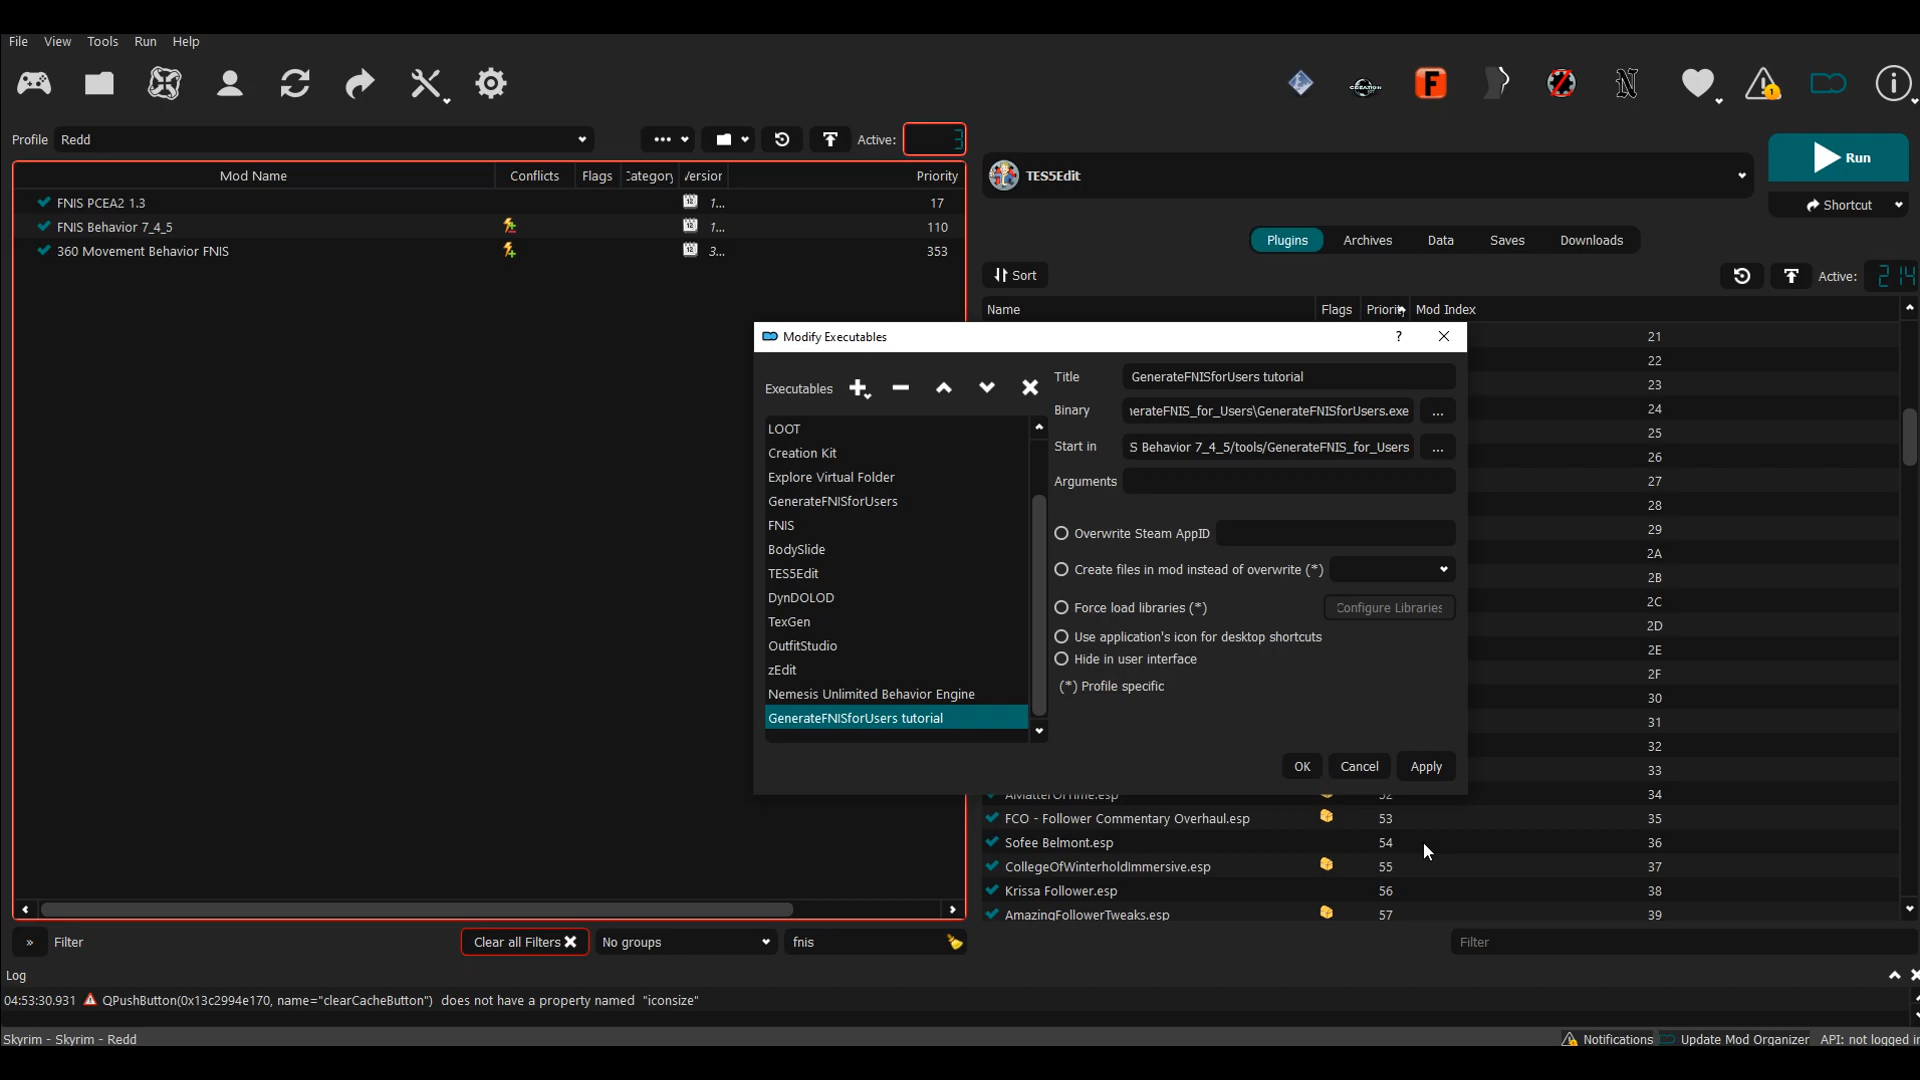 File View Tools Run Help
F CREATION N
Profile Redd Active: 3
Mod Name Conflicts Flags Category Version Priority
FNIS PCEA2 1.3 1... 17
FNIS Behavior 7_4_5 1... 110
360 Movement Behavior FNIS 3... 353
TES5Edit
Run
Shortcut
Plugins Archives Data Saves Downloads
Sort Active: 214
Name Flags Priority Mod Index
21
22
23
24
25
26
27
28
29
2A
2B
2C
2D
2E
2F
30
31
32
33
AMatterOfTime.esp 52 34
FCO - Follower Commentary Overhaul.esp 53 35
Sofee Belmont.esp 54 36
CollegeOfWinterholdImmersive.esp 55 37
Krissa Follower.esp 56 38
AmazingFollowerTweaks.esp 57 39
Modify Executables ?
Executables
LOOT
Creation Kit
Explore Virtual Folder
GenerateFNISforUsers
FNIS
BodySlide
TES5Edit
DynDOLOD
TexGen
OutfitStudio
zEdit
Nemesis Unlimited Behavior Engine
GenerateFNISforUsers tutorial
Title GenerateFNISforUsers tutorial
Binary erateFNIS_for_Users\GenerateFNISforUsers.exe ...
Start in S Behavior 7_4_5/tools/GenerateFNIS_for_Users ...
Arguments
Overwrite Steam AppID
Create files in mod instead of overwrite (*)
Force load libraries (*) Configure Libraries
Use application's icon for desktop shortcuts
Hide in user interface
(*) Profile specific
OK Cancel Apply
» Filter Clear all Filters No groups fnis Filter
Log
04:53:30.931 QPushButton(0x13c2994e170, name="clearCacheButton") does not have a property named "iconsize"
Skyrim - Skyrim - Redd Notifications Update Mod Organizer API: not logged in